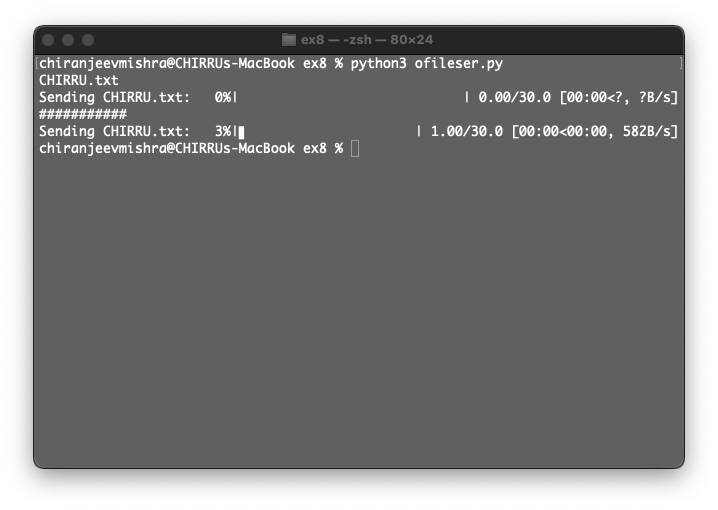 ex8 — -zsh — 80×24
chiranjeevmishra@CHIRRUs-MacBook ex8 % python3 ofileser.py
CHIRRU.txt
Sending CHIRRU.txt:   0%|                            | 0.00/30.0 [00:00<?, ?B/s]
###########
Sending CHIRRU.txt:   3%|▉                     | 1.00/30.0 [00:00<00:00, 582B/s]
chiranjeevmishra@CHIRRUs-MacBook ex8 %